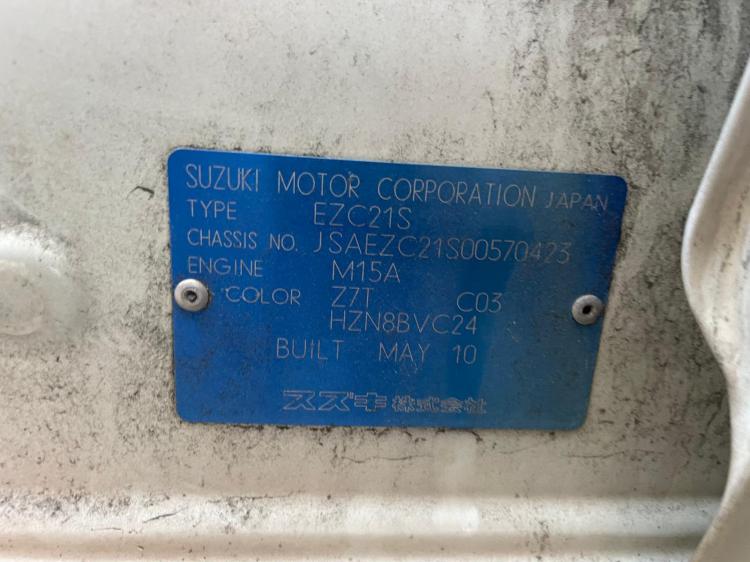 SUZUKI MOTOR CORPORATION JAPAN
TYPE EZC21S
CHASSIS NO. JSAEZC21S00570423
ENGINE M15A
COLOR Z7T C03
HZN8BVC24
BUILT MAY 10
スズキ株式会社